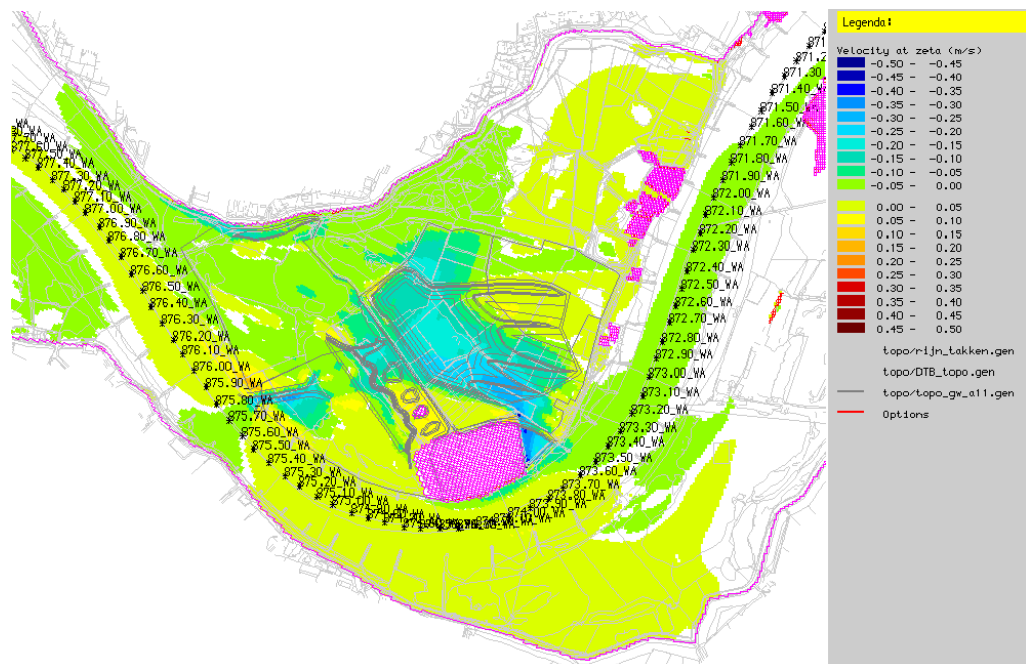 871.30_WA
871.40_WA
871.50_WA
871.60_WA
871.70_WA
871.80_WA
871.90_WA
872.00_WA
872.10_WA
872.20_WA
872.30_WA
872.40_WA
872.50_WA
872.60_WA
872.70_WA
872.80_WA
872.90_WA
873.00_WA
873.10_WA
873.20_WA
873.30_WA
873.40_WA
873.50_WA
873.60_WA
873.70_WA
873.80_WA
873.90_WA
874.00_WA
875.10_WA
875.20_WA
875.30_WA
875.40_WA
875.50_WA
875.60_WA
875.70_WA
875.80_WA
875.90_WA
876.00_WA
876.10_WA
876.20_WA
876.30_WA
876.40_WA
876.50_WA
876.60_WA
876.70_WA
876.80_WA
876.90_WA
877.00_WA
877.10_WA
877.20_WA
877.30_WA
877.40_WA
Legenda:
Velocity at zeta (m/s)
-0.50 - -0.45
-0.45 - -0.40
-0.40 - -0.35
-0.35 - -0.30
-0.30 - -0.25
-0.25 - -0.20
-0.20 - -0.15
-0.15 - -0.10
-0.10 - -0.05
-0.05 - 0.00
0.00 - 0.05
0.05 - 0.10
0.10 - 0.15
0.15 - 0.20
0.20 - 0.25
0.25 - 0.30
0.30 - 0.35
0.35 - 0.40
0.40 - 0.45
0.45 - 0.50
topo/rijn_takken.gen
topo/DTB_topo.gen
topo/topo_gw_a11.gen
Options